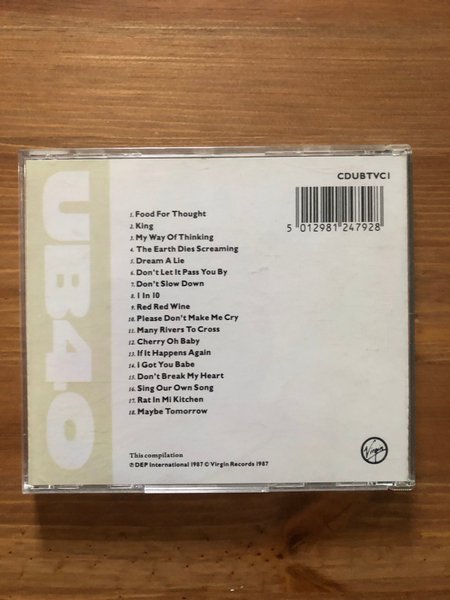 UB40
CDUBTVC1
5 012981 247928
1. Food For Thought
2. King
3. My Way Of Thinking
4. The Earth Dies Screaming
5. Dream A Lie
6. Don't Let It Pass You By
7. Don't Slow Down
8. 1 In 10
9. Red Red Wine
10. Please Don't Make Me Cry
11. Many Rivers To Cross
12. Cherry Oh Baby
13. If It Happens Again
14. I Got You Babe
15. Don't Break My Heart
16. Sing Our Own Song
17. Rat In Mi Kitchen
18. Maybe Tomorrow
This compilation
℗ DEP International 1987 © Virgin Records 1987
Virgin